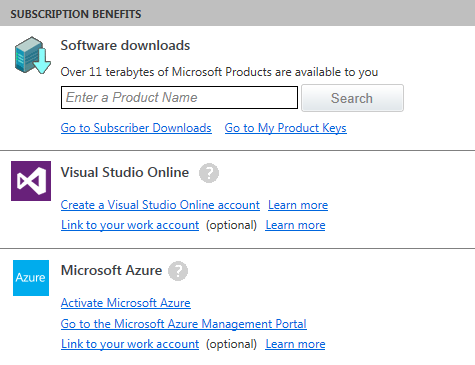 SUBSCRIPTION BENEFITS
Software downloads
Over 11 terabytes of Microsoft Products are available to you
Enter a Product Name Search
Go to Subscriber Downloads Go to My Product Keys
Visual Studio Online ?
Create a Visual Studio Online account Learn more
Link to your work account (optional) Learn more
Azure Microsoft Azure ?
Activate Microsoft Azure
Go to the Microsoft Azure Management Portal
Link to your work account (optional) Learn more